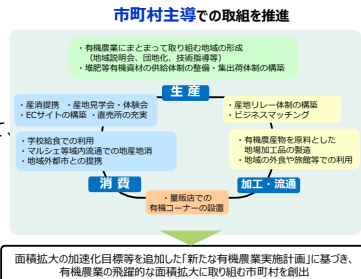 市町村主導での取組を推進
・有機農業にまとまって取り組む地域の形成
（地域説明会、団地化、技術指導等）
・堆肥等有機資材の供給体制の整備・集出荷体制の構築
生 産
・産消提携 ・産地見学会・体験会
・ECサイトの構築・直売所の充実
・産地リレー体制の構築
・ビジネスマッチング
て、
・学校給食での利用
・マルシェ等域内流通での地産地消
・地域外都市との提携
・有機農産物を原料とした
地場加工品の製造
・地域の外食や旅館等での利用
消 費
加工・流通
・量販店での
有機コーナーの設置
面積拡大の加速化目標等を追加した「新たな有機農業実施計画」に基づき、
有機農業の飛躍的な面積拡大に取り組む市町村を創出